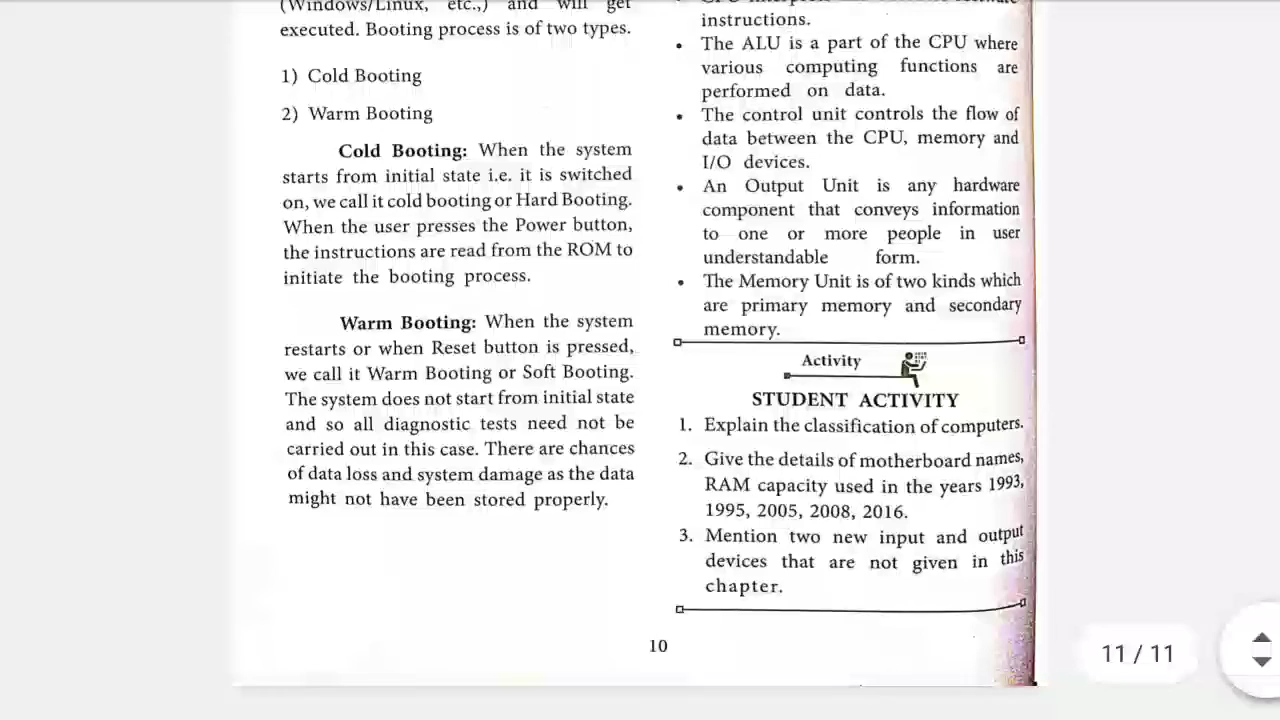 (Windows/Linux, etc.,) and will get
executed. Booting process is of two types.
1) Cold Booting
2) Warm Booting
Cold Booting: When the system
starts from initial state i.e. it is switched
on, we call it cold booting or Hard Booting.
When the user presses the Power button,
the instructions are read from the ROM to
initiate the booting process.
Warm Booting: When the system
restarts or when Reset button is pressed,
we call it Warm Booting or Soft Booting.
The system does not start from initial state
and so all diagnostic tests need not be
carried out in this case. There are chances
of data loss and system damage as the data
might not have been stored properly.
instructions.
• The ALU is a part of the CPU where
various computing functions are
performed on data.
• The control unit controls the flow of
data between the CPU, memory and
I/O devices.
• An Output Unit is any hardware
component that conveys information
to one or more people in user
understandable form.
• The Memory Unit is of two kinds which
are primary memory and secondary
memory.
Activity
STUDENT ACTIVITY
1. Explain the classification of computers.
2. Give the details of motherboard names,
RAM capacity used in the years 1993,
1995, 2005, 2008, 2016.
3. Mention two new input and output
devices that are not given in this
chapter.
10
11 / 11